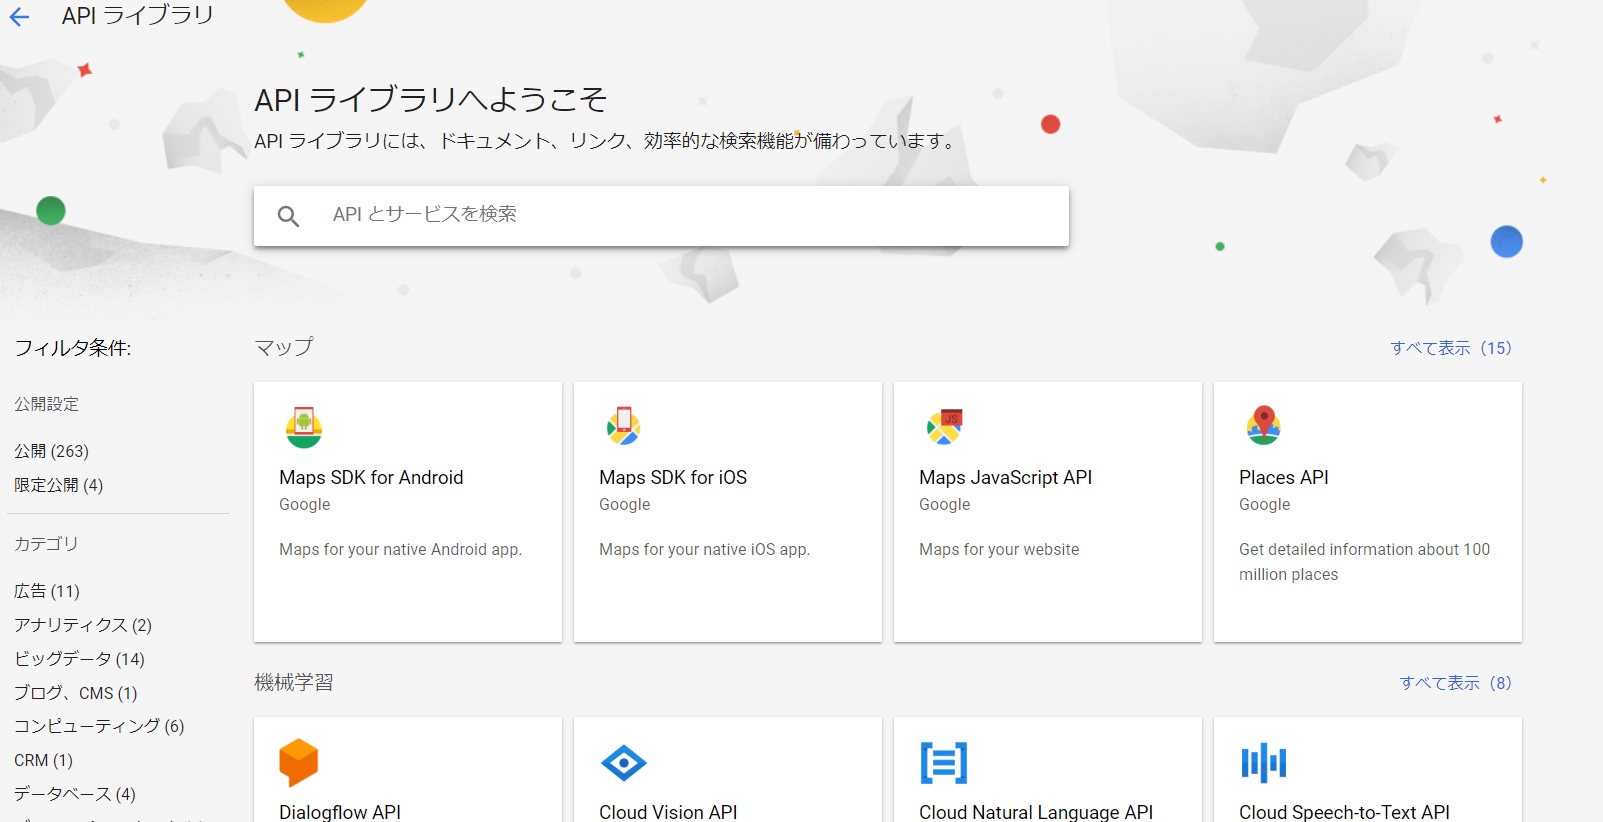 API ライブラリ
API ライブラリへようこそ
API ライブラリには、ドキュメント、リンク、効率的な検索機能が備わっています。
API とサービスを検索
フィルタ条件:
公開設定
公開 (263)
限定公開 (4)
カテゴリ
広告 (11)
アナリティクス (2)
ビッグデータ (14)
ブログ、CMS (1)
コンピューティング (6)
CRM (1)
データベース (4)
マップ
すべて表示（15）
Maps SDK for Android
Google
Maps for your native Android app.
Maps SDK for iOS
Google
Maps for your native iOS app.
Maps JavaScript API
Google
Maps for your website
JS
Places API
Google
Get detailed information about 100
million places
機械学習
すべて表示（8）
Dialogflow API
Cloud Vision API
Cloud Natural Language API
Cloud Speech-to-Text API